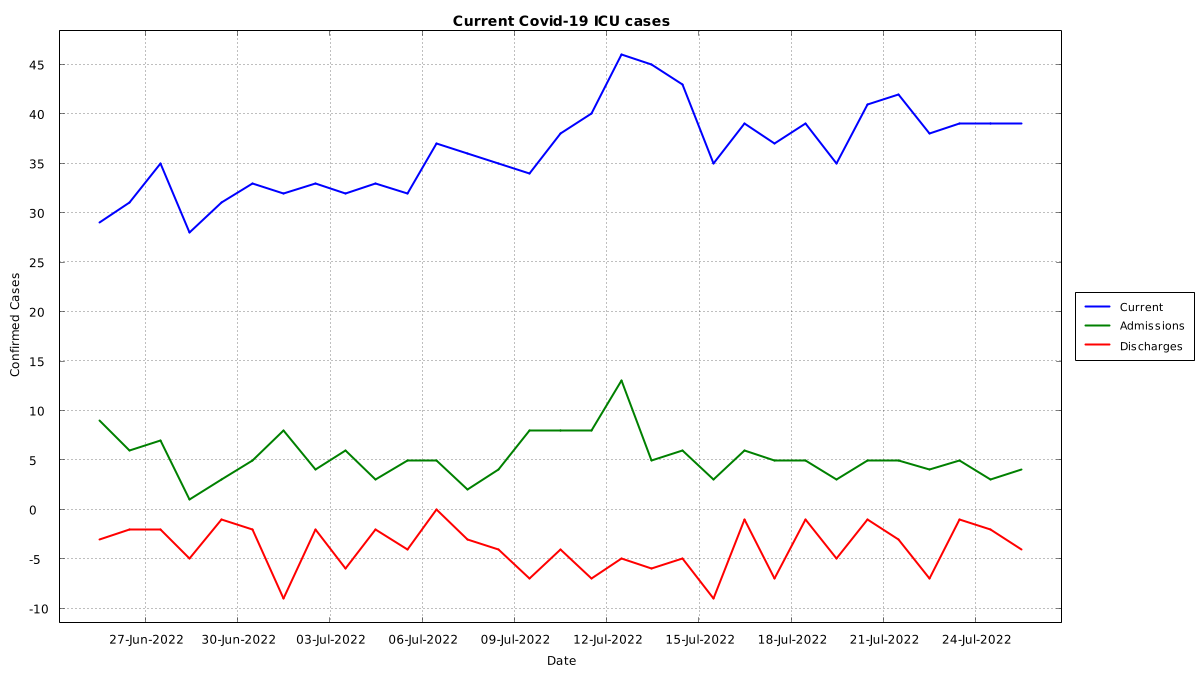 Current Covid-19 ICU cases
45
40
35
30
25
20
15
10
5
0
-5
-10
Confirmed Cases
27-Jun-2022 30-Jun-2022 03-Jul-2022 06-Jul-2022 09-Jul-2022 12-Jul-2022 15-Jul-2022 18-Jul-2022 21-Jul-2022 24-Jul-2022
Date
Current
Admissions
Discharges